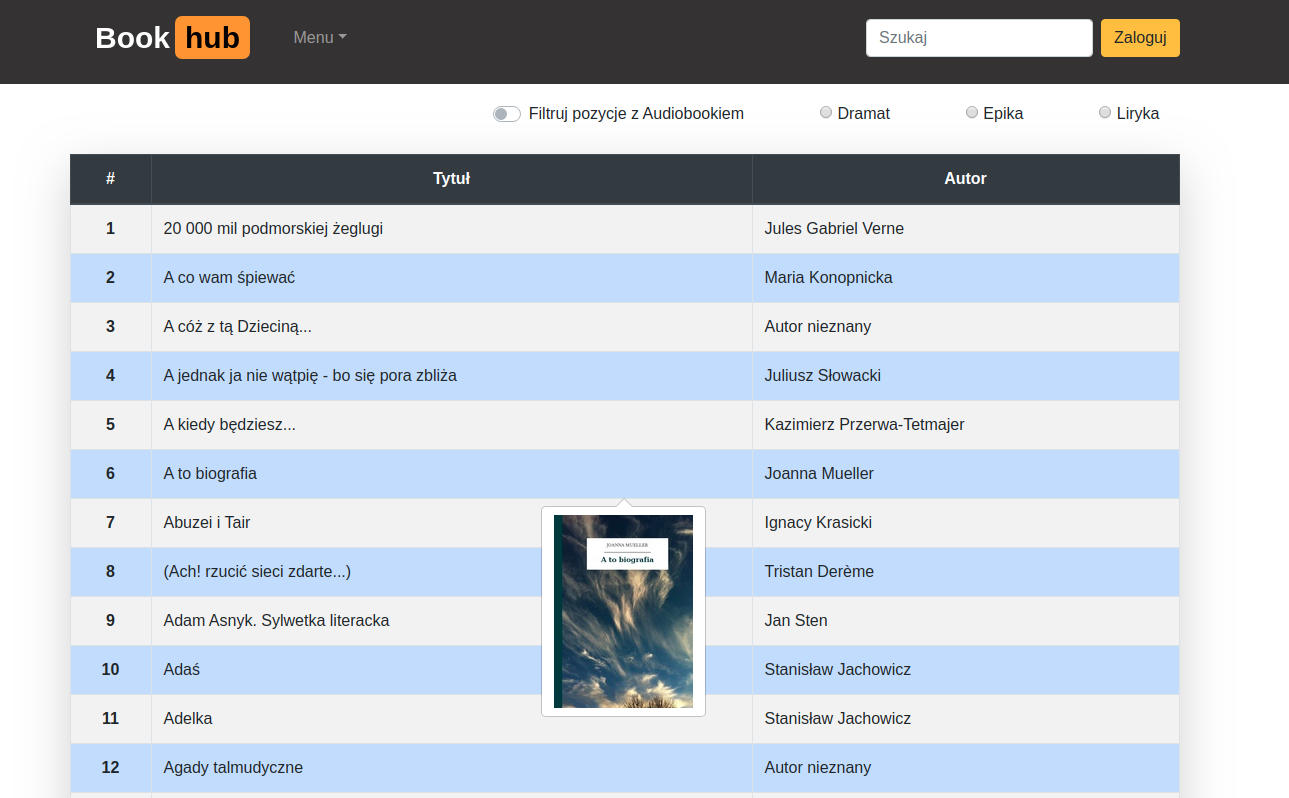 Book hub Menu Szukaj Zaloguj
Filtruj pozycje z Audiobookiem Dramat Epika Liryka
# Tytuł Autor
1 20 000 mil podmorskiej żeglugi Jules Gabriel Verne
2 A co wam śpiewać Maria Konopnicka
3 A cóż z tą Dzieciną... Autor nieznany
4 A jednak ja nie wątpię - bo się pora zbliża Juliusz Słowacki
5 A kiedy będziesz... Kazimierz Przerwa-Tetmajer
6 A to biografia Joanna Mueller
7 Abuzei i Tair Ignacy Krasicki
JOANNA MUELLER
A to biografia
8 (Ach! rzucić sieci zdarte...) Tristan Derème
9 Adam Asnyk. Sylwetka literacka Jan Sten
10 Adaś Stanisław Jachowicz
11 Adelka Stanisław Jachowicz
12 Agady talmudyczne Autor nieznany